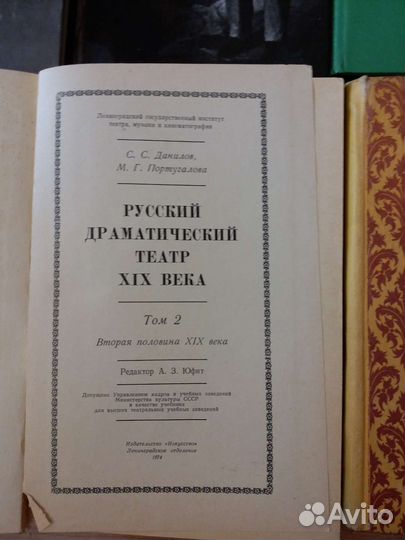 Ленинградский государственный институт
театра, музыки и кинематографии
С. С. Данилов,
М. Г. Португалова
РУССКИЙ
ДРАМАТИЧЕСКИЙ
ТЕАТР
XIX ВЕКА
Том 2
Вторая половина XIX века
Редактор А. З. Юфит
Допущено Управлением кадров и учебных заведений
Министерства культуры СССР
в качестве учебника
для высших театральных учебных заведений
Издательство «Искусство»
Ленинградское отделение
1974
Avito